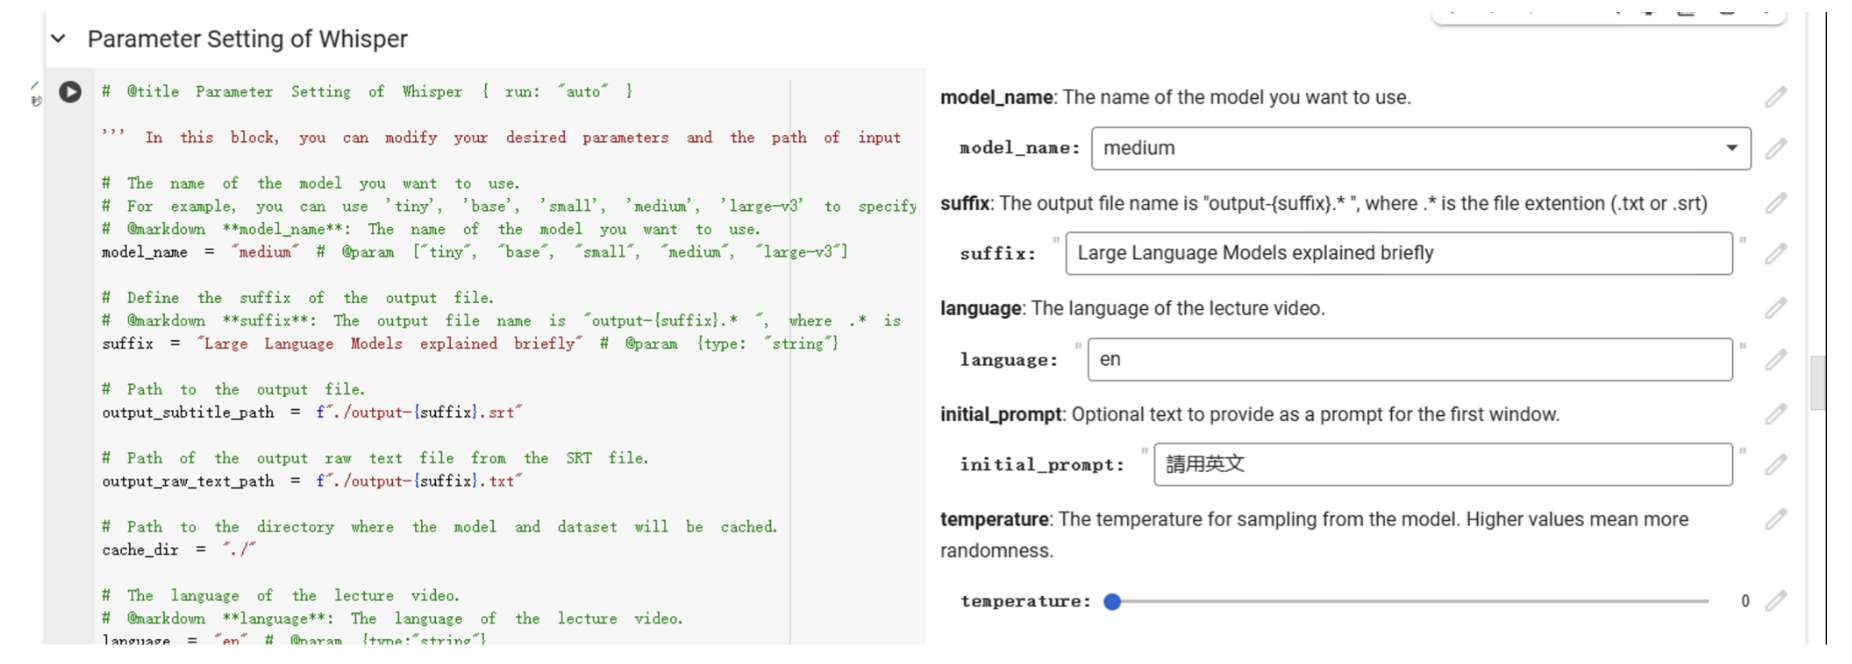 Parameter Setting of Whisper
秒
# @title Parameter Setting of Whisper { run: "auto" }
''' In this block, you can modify your desired parameters and the path of input
# The name of the model you want to use.
# For example, you can use 'tiny', 'base', 'small', 'medium', 'large-v3' to specify
# @markdown **model_name**: The name of the model you want to use.
model_name = "medium" # @param ["tiny", "base", "small", "medium", "large-v3"]
# Define the suffix of the output file.
# @markdown **suffix**: The output file name is "output-{suffix}.* ", where .* is
suffix = "Large Language Models explained briefly" # @param {type: "string"}
# Path to the output file.
output_subtitle_path = f"./output-{suffix}.srt"
# Path of the output raw text file from the SRT file.
output_raw_text_path = f"./output-{suffix}.txt"
# Path to the directory where the model and dataset will be cached.
cache_dir = "./"
# The language of the lecture video.
# @markdown **language**: The language of the lecture video.
language = "en" # @param {type:"string"}
model_name: The name of the model you want to use.
model_name: medium
suffix: The output file name is "output-{suffix}.* ", where .* is the file extention (.txt or .srt)
suffix: " Large Language Models explained briefly "
language: The language of the lecture video.
language: " en "
initial_prompt: Optional text to provide as a prompt for the first window.
initial_prompt: " 請用英文 "
temperature: The temperature for sampling from the model. Higher values mean more
randomness.
temperature: 0